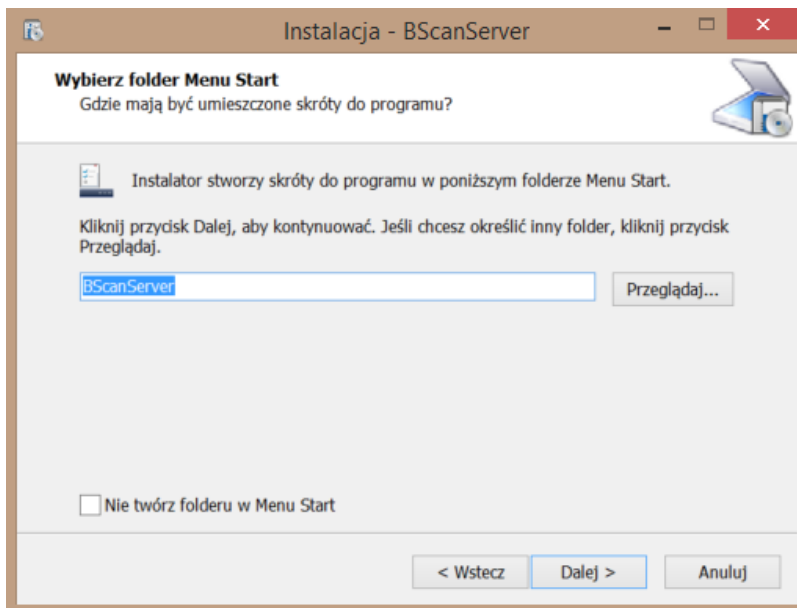 Instalacja - BScanServer
Wybierz folder Menu Start
Gdzie mają być umieszczone skróty do programu?
Instalator stworzy skróty do programu w poniższym folderze Menu Start.
Kliknij przycisk Dalej, aby kontynuować. Jeśli chcesz określić inny folder, kliknij przycisk
Przeglądaj.
BScanServer
Przeglądaj...
Nie twórz folderu w Menu Start
< Wstecz
Dalej >
Anuluj